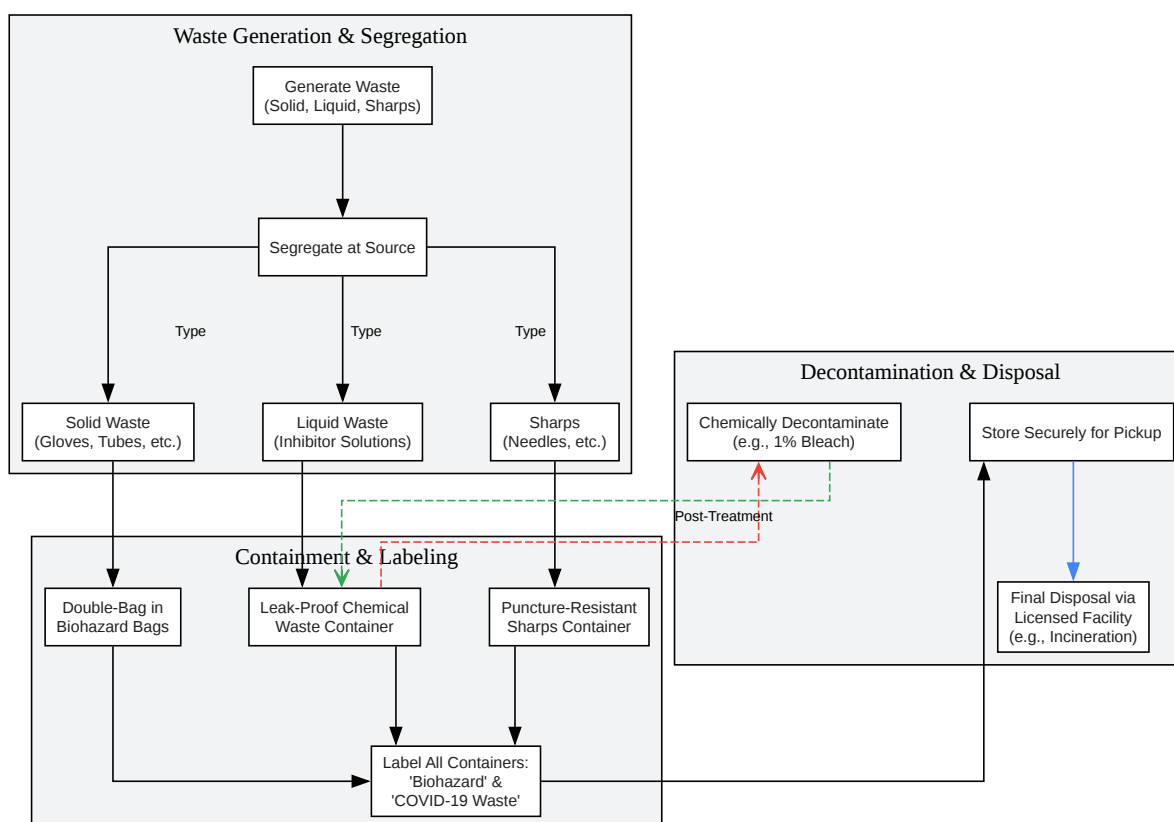 Waste Generation & Segregation
Generate Waste
(Solid, Liquid, Sharps)
Segregate at Source
Type
Type
Type
Solid Waste
(Gloves, Tubes, etc.)
Liquid Waste
(Inhibitor Solutions)
Sharps
(Needles, etc.)
Decontamination & Disposal
Chemically Decontaminate
(e.g., 1% Bleach)
Store Securely for Pickup
Post-Treatment
Final Disposal via
Licensed Facility
(e.g., Incineration)
Containment & Labeling
Double-Bag in
Biohazard Bags
Leak-Proof Chemical
Waste Container
Puncture-Resistant
Sharps Container
Label All Containers:
'Biohazard' &
'COVID-19 Waste'